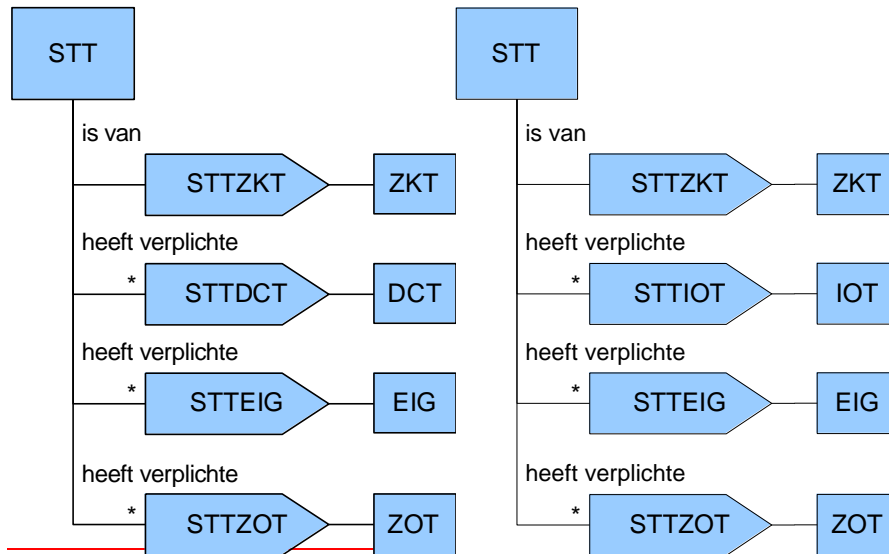 STT
is van
STTZKT ZKT
heeft verplichte
* STTDCT DCT
heeft verplichte
* STTEIG EIG
heeft verplichte
* STTZOT ZOT
STT
is van
STTZKT ZKT
heeft verplichte
* STTIOT IOT
heeft verplichte
* STTEIG EIG
heeft verplichte
* STTZOT ZOT